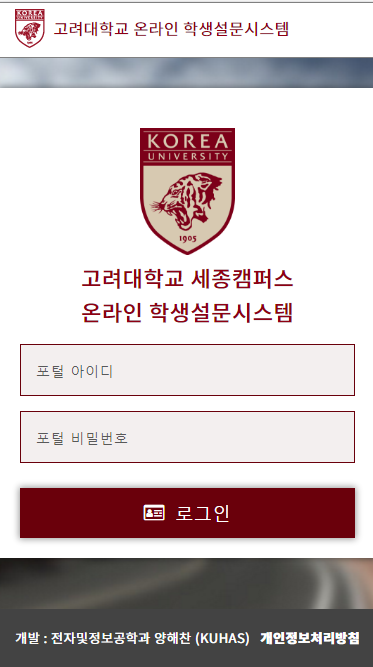 KOREA
UNIVERSITY
고려대학교 온라인 학생설문시스템
KOREA
UNIVERSITY
1905
고려대학교 세종캠퍼스
온라인 학생설문시스템
포털 아이디
포털 비밀번호
로그인
개발 : 전자및정보공학과 양해찬 (KUHAS) 개인정보처리방침